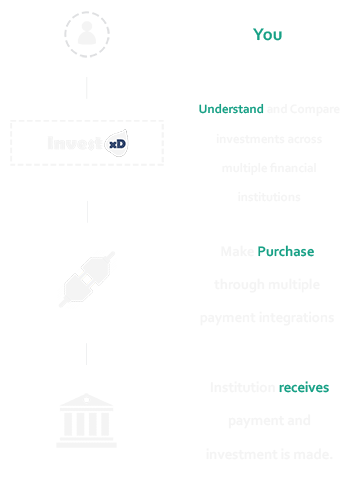 You
Invest xD
Understand and Compare
investments across
multiple financial
institutions
Make Purchase
through multiple
payment integrations
Institution receives
payment and
investment is made.